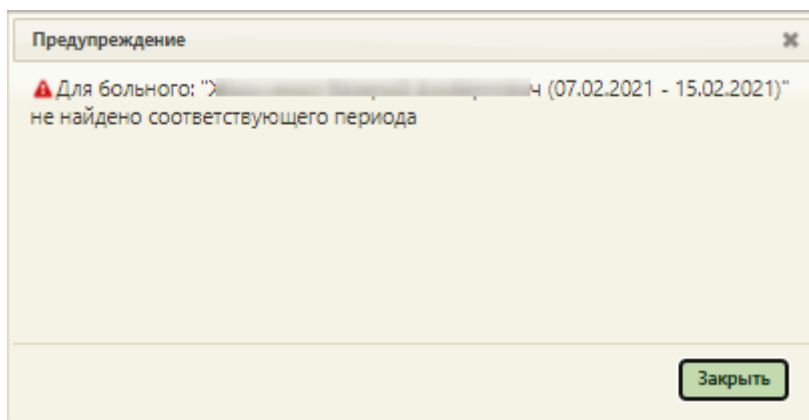 Предупреждение
Для больного: "Ж ч (07.02.2021 - 15.02.2021)"
не найдено соответствующего периода
Закрыть